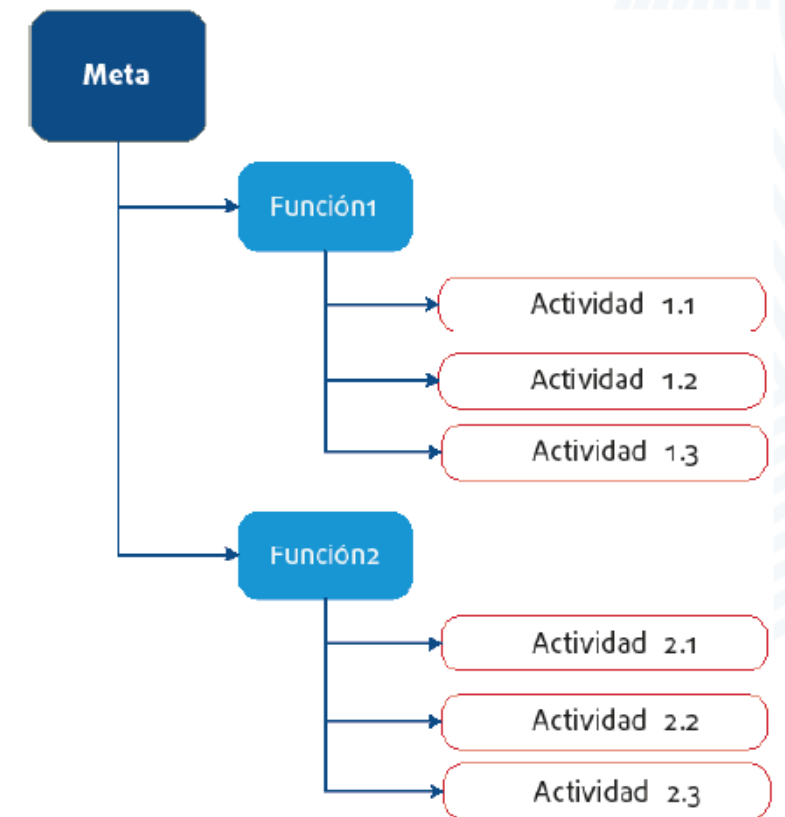 Meta
Función1
Actividad 1.1
Actividad 1.2
Actividad 1.3
Función2
Actividad 2.1
Actividad 2.2
Actividad 2.3